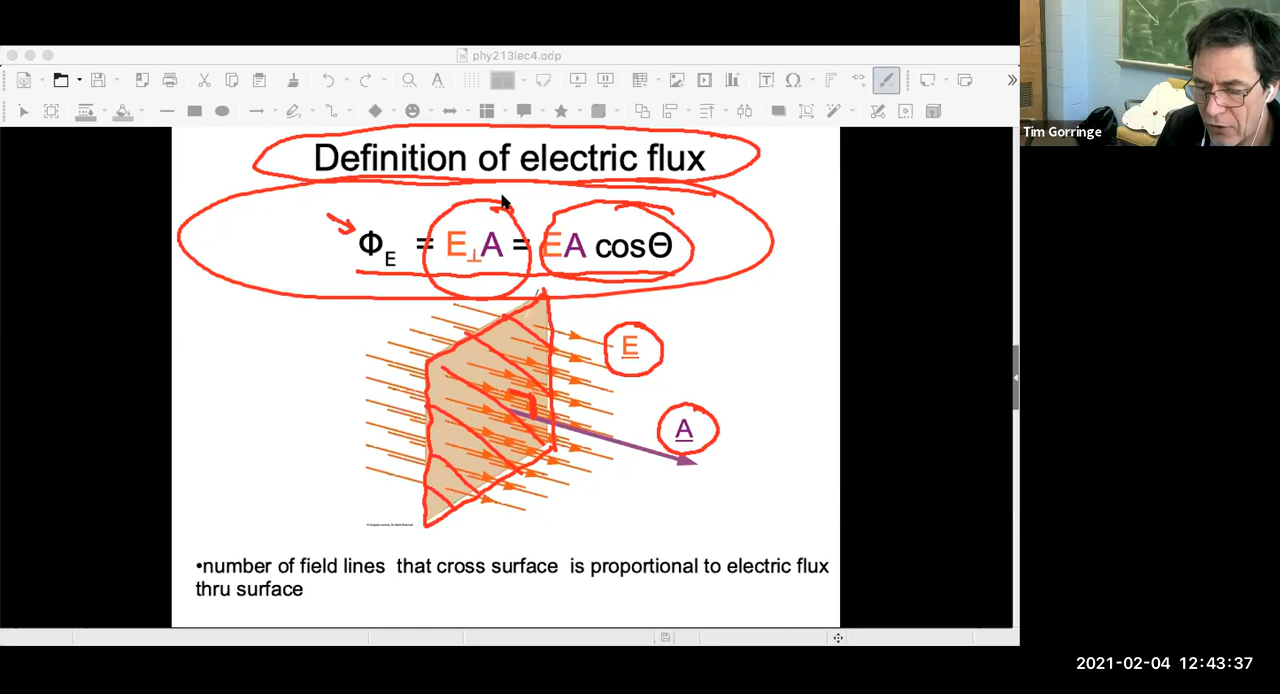 phy213lec4.odp
Tim Gorringe
Definition of electric flux
Φ_E = E⊥A = EA cosΘ
E
A
•number of field lines that cross surface is proportional to electric flux
thru surface
2021-02-04 12:43:37